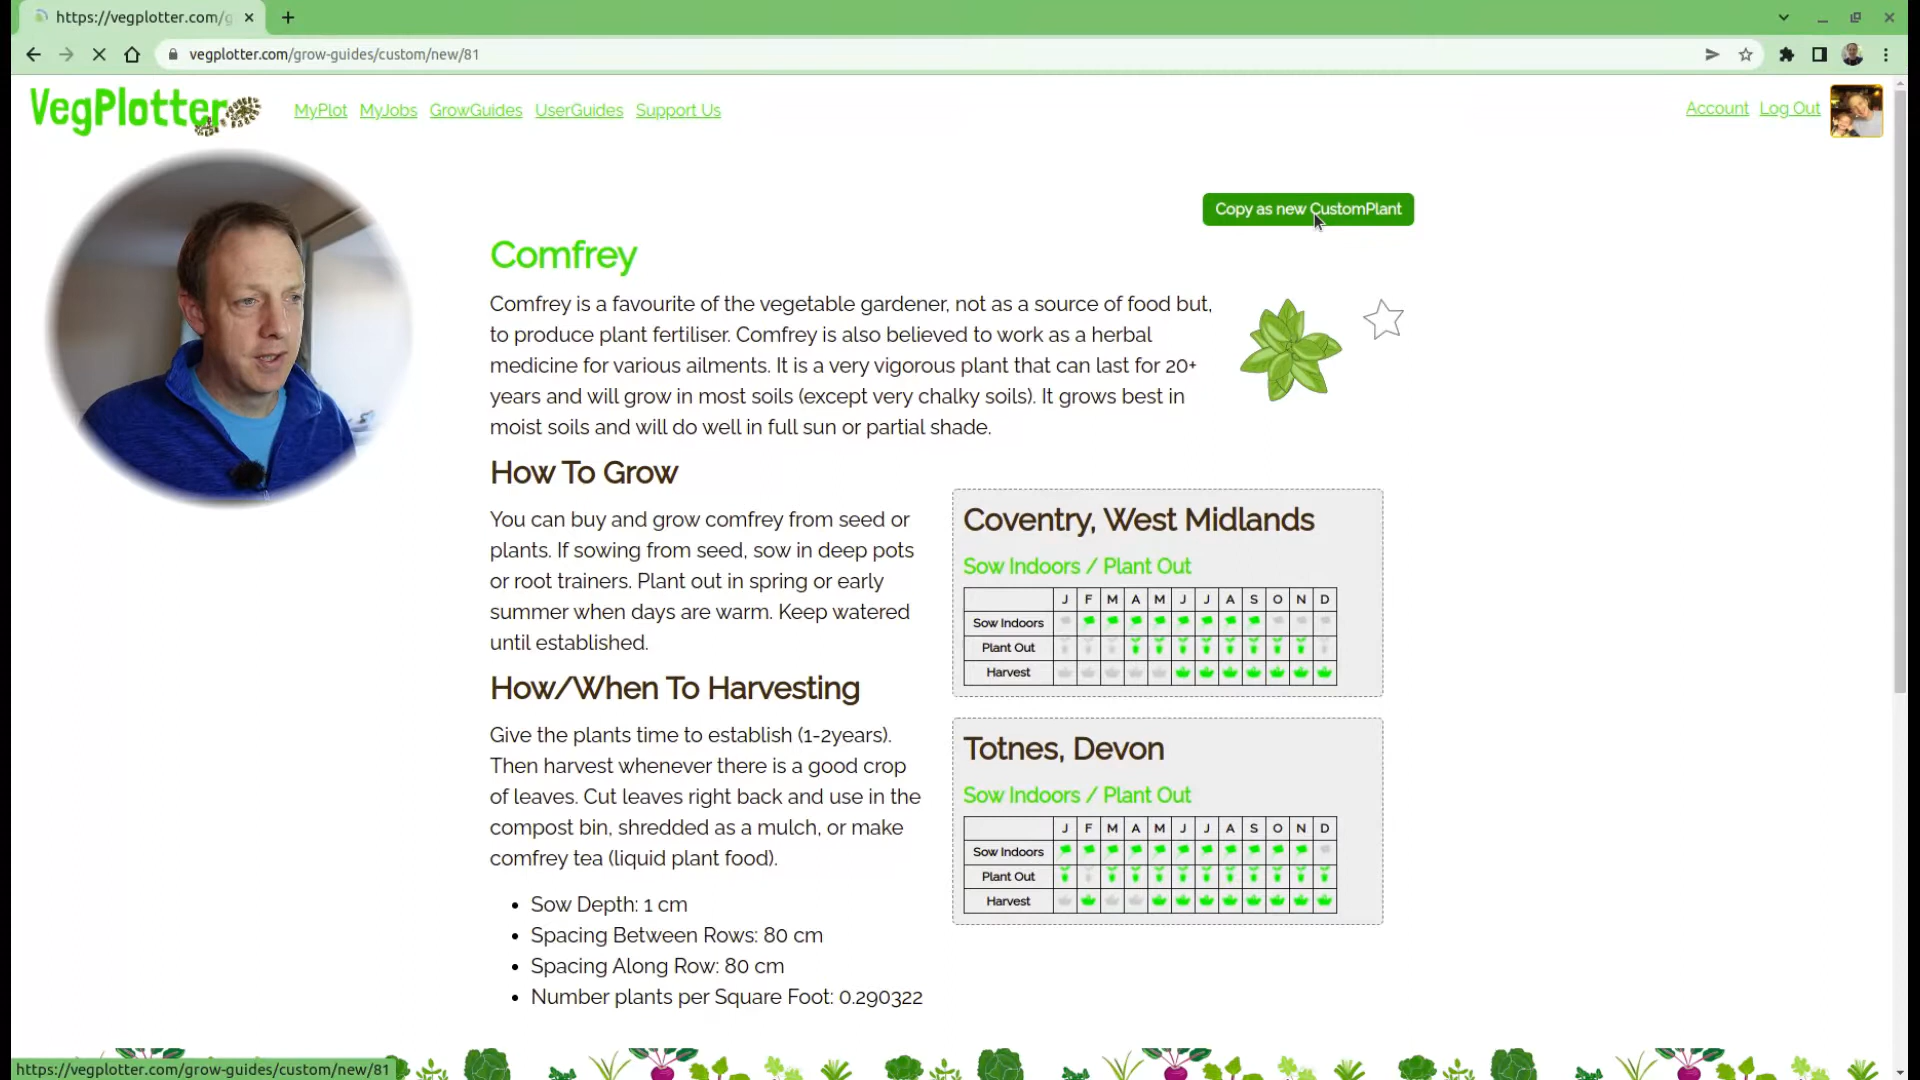 https://vegplotter.com/g
vegplotter.com/grow-guides/custom/new/81
VegPlotter
MyPlot MyJobs GrowGuides UserGuides Support Us
Account Log Out
Copy as new CustomPlant
Comfrey
Comfrey is a favourite of the vegetable gardener, not as a source of food but,
to produce plant fertiliser. Comfrey is also believed to work as a herbal
medicine for various ailments. It is a very vigorous plant that can last for 20+
years and will grow in most soils (except very chalky soils). It grows best in
moist soils and will do well in full sun or partial shade.
How To Grow
You can buy and grow comfrey from seed or
plants. If sowing from seed, sow in deep pots
or root trainers. Plant out in spring or early
summer when days are warm. Keep watered
until established.
How/When To Harvesting
Give the plants time to establish (1-2years).
Then harvest whenever there is a good crop
of leaves. Cut leaves right back and use in the
compost bin, shredded as a mulch, or make
comfrey tea (liquid plant food).
• Sow Depth: 1 cm
• Spacing Between Rows: 80 cm
• Spacing Along Row: 80 cm
• Number plants per Square Foot: 0.290322
Coventry, West Midlands
Sow Indoors / Plant Out
J F M A M J J A S O N D
Sow Indoors
Plant Out
Harvest
Totnes, Devon
Sow Indoors / Plant Out
J F M A M J J A S O N D
Sow Indoors
Plant Out
Harvest
https://vegplotter.com/grow-guides/custom/new/81